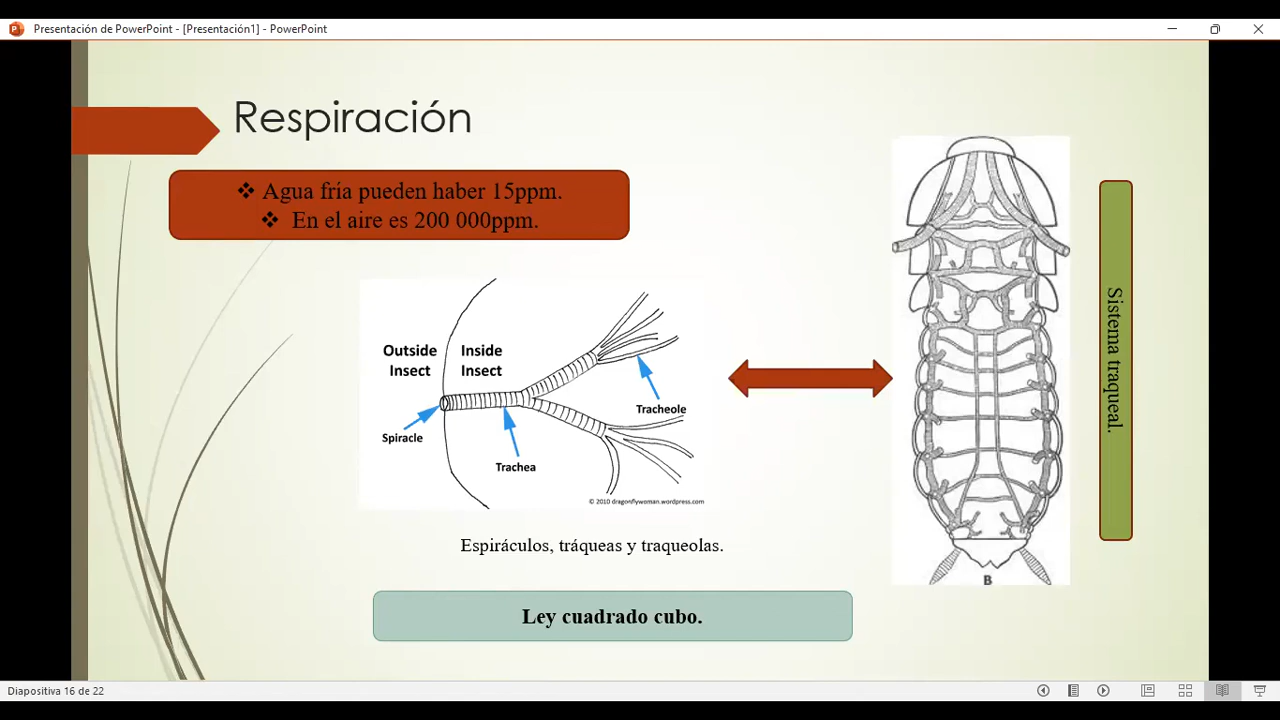 Presentación de PowerPoint - [Presentación1] - PowerPoint
Respiración
❖ Agua fría pueden haber 15ppm.
❖ En el aire es 200 000ppm.
Outside
Insect
Inside
Insect
Tracheole
Spiracle
Trachea
© 2010 dragonflywoman.wordpress.com
Espiráculos, tráqueas y traqueolas.
B
Sistema traqueal.
Ley cuadrado cubo.
Diapositiva 16 de 22